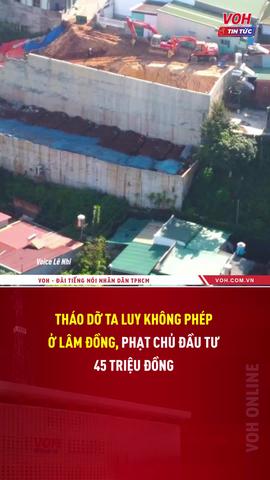 VOH
TIN TỨC
Voice Lê Nhi
VOH - ĐÀI TIẾNG NÓI NHÂN DÂN TPHCM
VOH.COM.VN
THÁO DỠ TA LUY KHÔNG PHÉP
Ở LÂM ĐỒNG, PHẠT CHỦ ĐẦU TƯ
45 TRIỆU ĐỒNG
VOH ONLINE